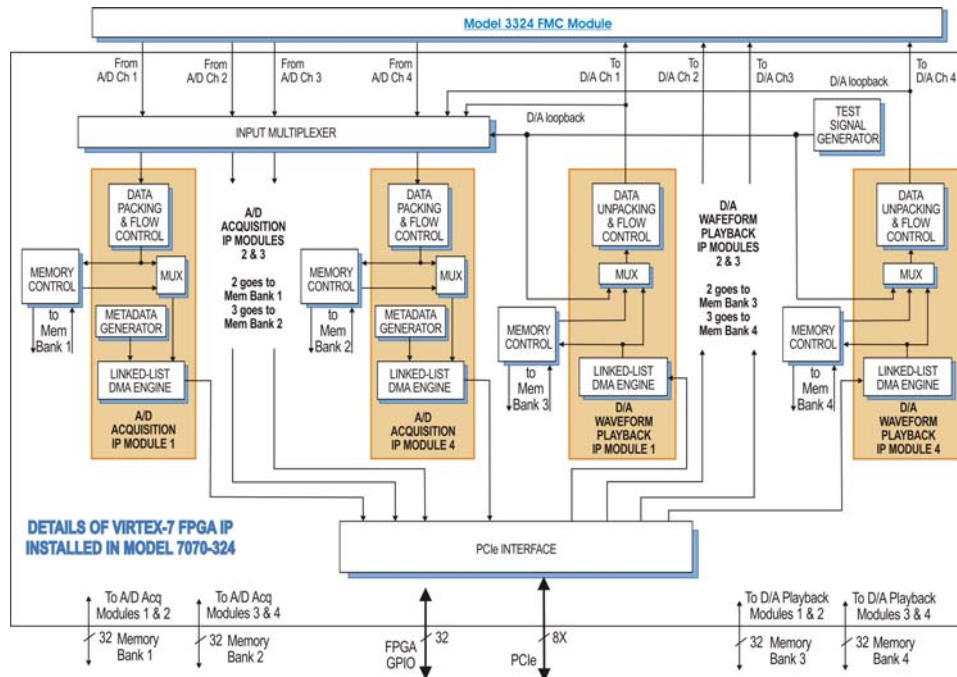 Model 3324 FMC Module
From
A/D Ch 1
From
A/D Ch 2
From
A/D Ch 3
From
A/D Ch 4
To
D/A Ch 1
To
D/A Ch 2
To
D/A Ch3
To
D/A Ch 4
D/A loopback
D/A loopback
INPUT MULTIPLEXER
TEST
SIGNAL
GENERATOR
DATA
PACKING
& FLOW
CONTROL
MEMORY
CONTROL
MUX
to
Mem
Bank 1
METADATA
GENERATOR
LINKED-LIST
DMA ENGINE
A/D
ACQUISITION
IP MODULE 1
A/D
ACQUISITION
IP MODULES
2 & 3
2 goes to
Mem Bank 1
3 goes to
Mem Bank 2
DATA
PACKING
& FLOW
CONTROL
MEMORY
CONTROL
MUX
to
Mem
Bank 2
METADATA
GENERATOR
LINKED-LIST
DMA ENGINE
A/D
ACQUISITION
IP MODULE 4
DATA
UNPACKING
& FLOW
CONTROL
MUX
MEMORY
CONTROL
to
Mem
Bank 3
LINKED-LIST
DMA ENGINE
D/A
WAVEFORM
PLAYBACK
IP MODULE 1
D/A
WAFEFORM
PLAYBACK
IP MODULES
2 & 3
2 goes to
Mem Bank 3
3 goes to
Mem Bank 4
DATA
UNPACKING
& FLOW
CONTROL
MUX
MEMORY
CONTROL
to
Mem
Bank 4
LINKED-LIST
DMA ENGINE
D/A
WAVEFORM
PLAYBACK
IP MODULE 4
DETAILS OF VIRTEX-7 FPGA IP
INSTALLED IN MODEL 7070-324
PCIe INTERFACE
To A/D Acq
Modules 1 & 2
32 Memory
Bank 1
To A/D Acq
Modules 3 & 4
32 Memory
Bank 2
32
FPGA
GPIO
8X
PCIe
To D/A Playback
Modules 1 & 2
32 Memory
Bank 3
To D/A Playback
Modules 3 & 4
32 Memory
Bank 4